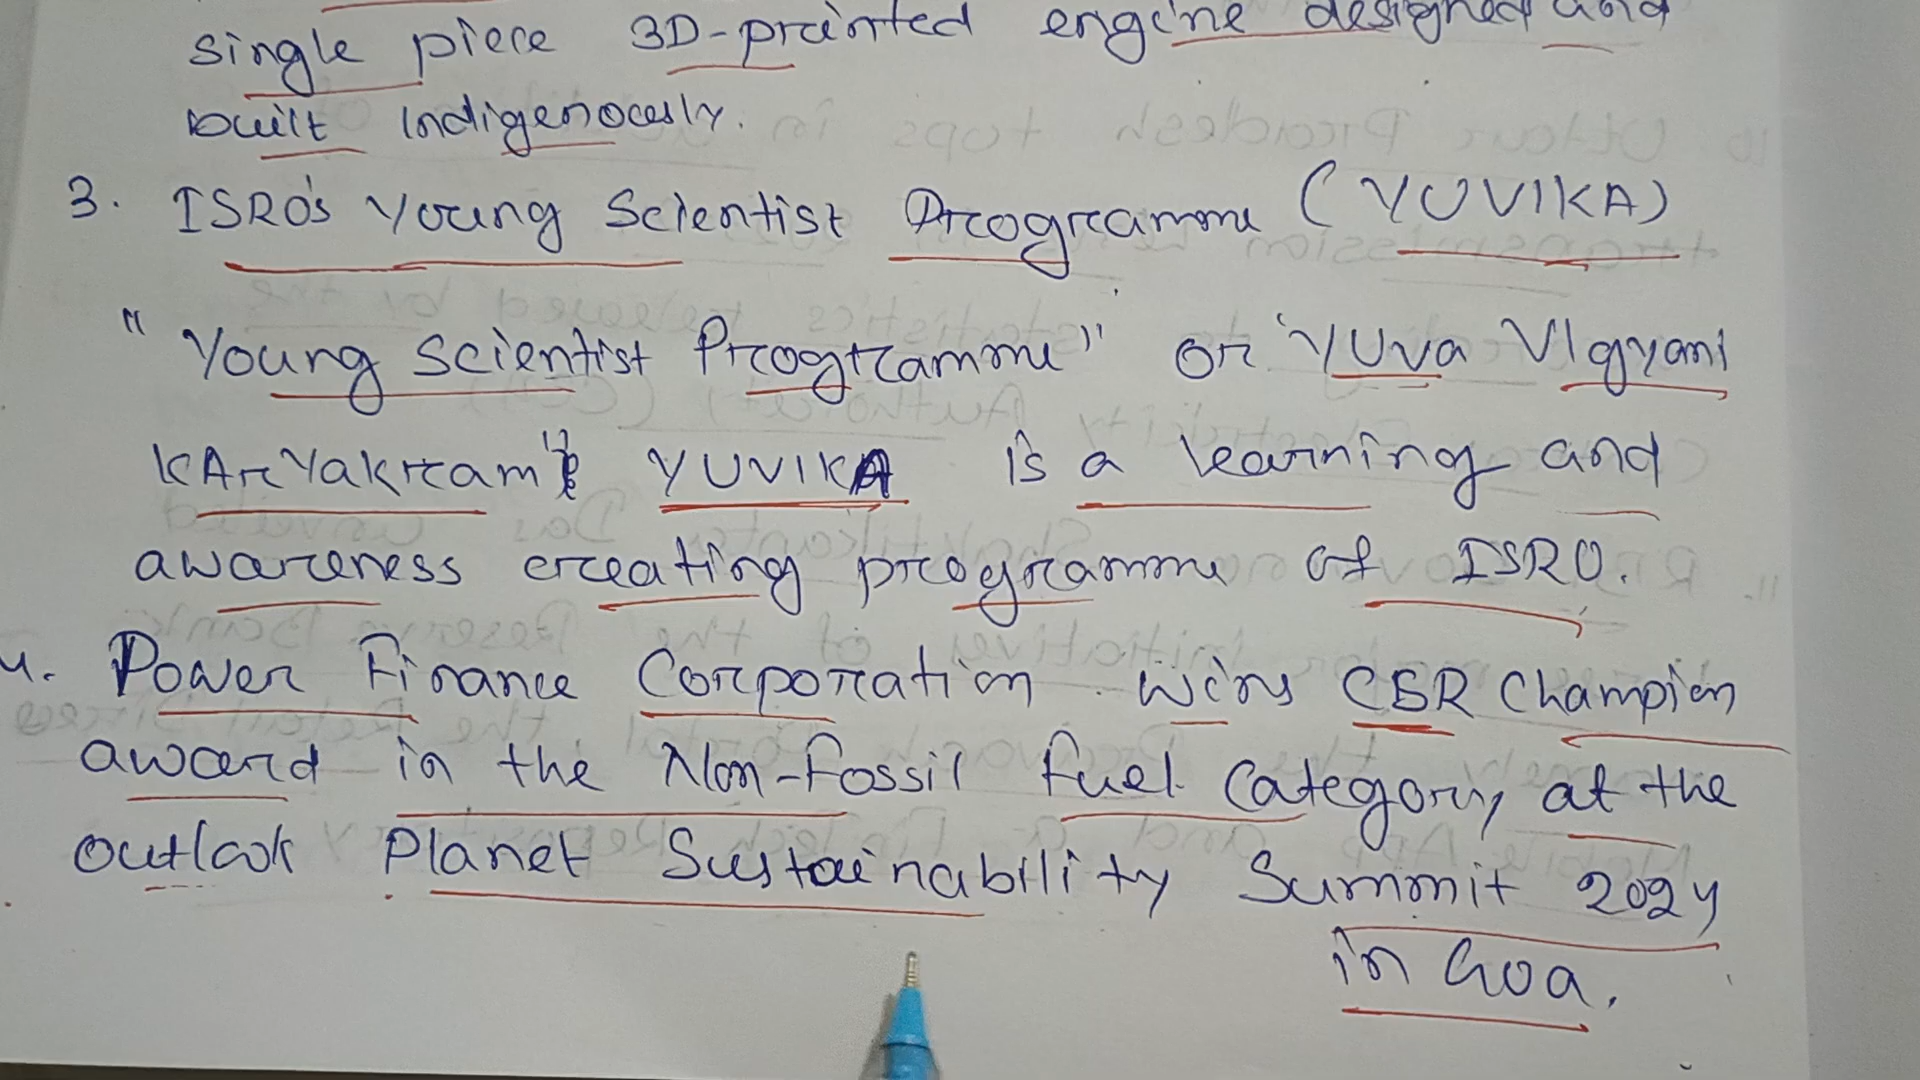 single piece 3D-printed engine designed and
built Indigenously.
3. ISRO's Young Scientist Programme (YUVIKA)
"Young Scientist Programme" or 'YUva VIgyani
KAryakram" YUVIKA is a learning and
awareness creating programme of ISRO.
4. Power Finance Corporation wins CSR Champion
award in the Non-Fossil Fuel Category at the
Outlook Planet Sustainability Summit 2024
in Goa.